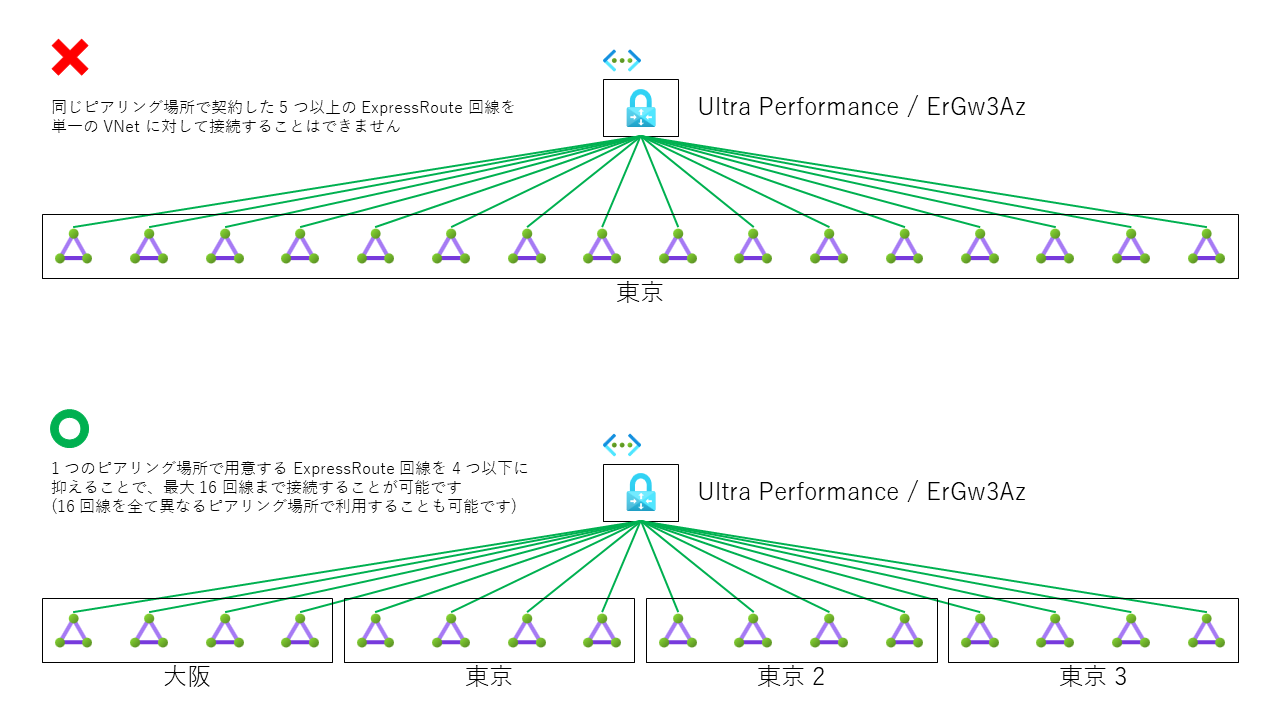 同じピアリング場所で契約した 5 つ以上の ExpressRoute 回線を
単一の VNet に対して接続することはできません
Ultra Performance / ErGw3Az
東京
1 つのピアリング場所で用意する ExpressRoute 回線を 4 つ以下に
抑えることで、最大 16 回線まで接続することが可能です
(16 回線を全て異なるピアリング場所で利用することも可能です)
Ultra Performance / ErGw3Az
大阪
東京
東京 2
東京 3